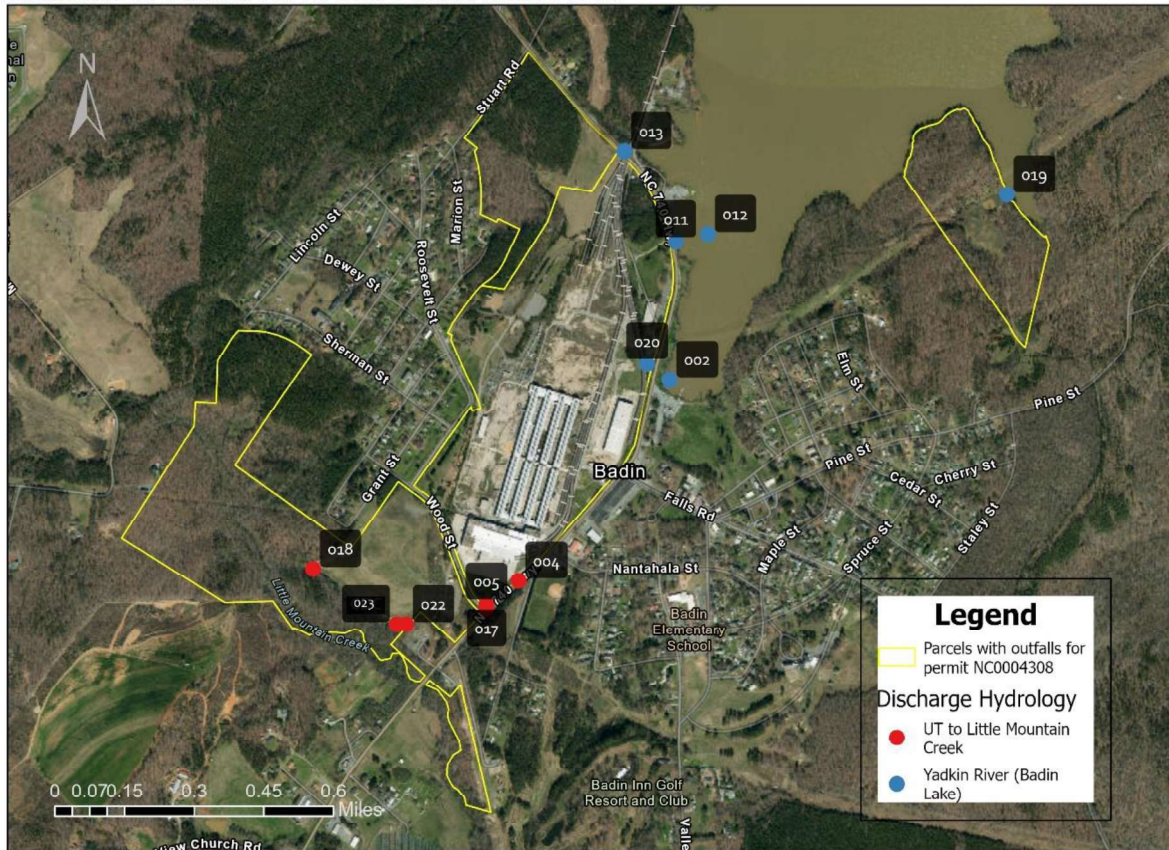 N
Stuart Rd
013
NC-740
019
Marion St
Lincoln St
011
012
Roosevelt St
Dewey St
Sherman St
020
002
Elm St
Pine St
Badin
Pine St
Cherry St
Cedar St
Grant St
Wood St
Falls Rd
Staley St
Maple St
Spruce St
018
004
Nantahala St
005
Little Mountain Creek
023
022
017
Badin
Elementary
School
Legend
Parcels with outfalls for
permit NC0004308
Discharge Hydrology
UT to Little Mountain
Creek
Yadkin River (Badin
Lake)
0 0.070.15 0.3 0.45 0.6
Miles
Badin Inn Golf
Resort and Club
Valle
View Church Rd